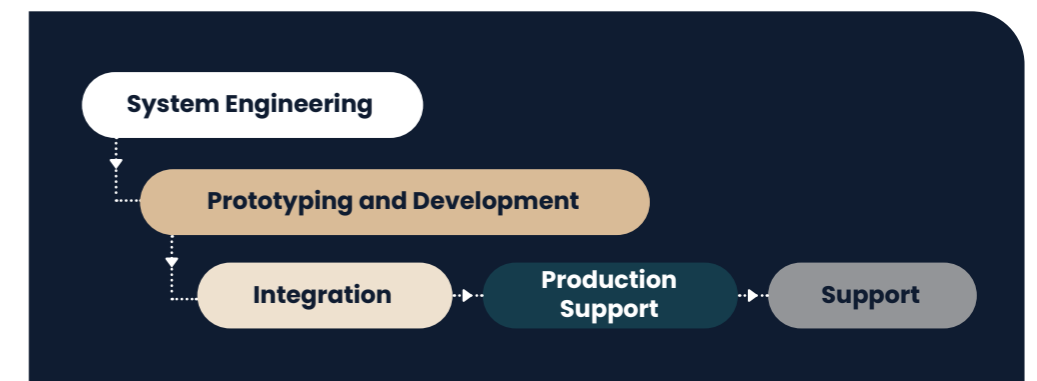 System Engineering
Prototyping and Development
Integration
Production
Support
Support